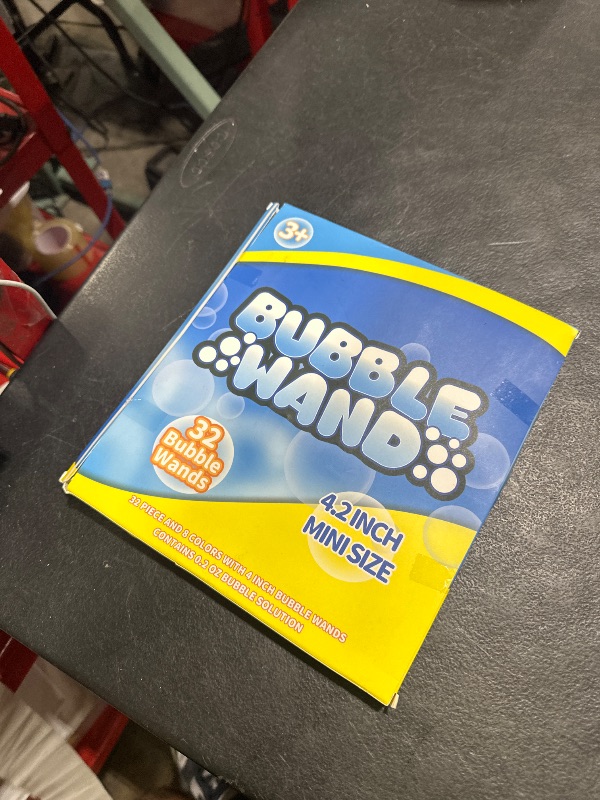 3+
BUBBLE
WAND
32
Bubble
Wands
4.2 INCH
MINI SIZE
32 PIECE AND 8 COLORS WITH 4 INCH BUBBLE WANDS
CONTAINS 0.2 OZ BUBBLE SOLUTION